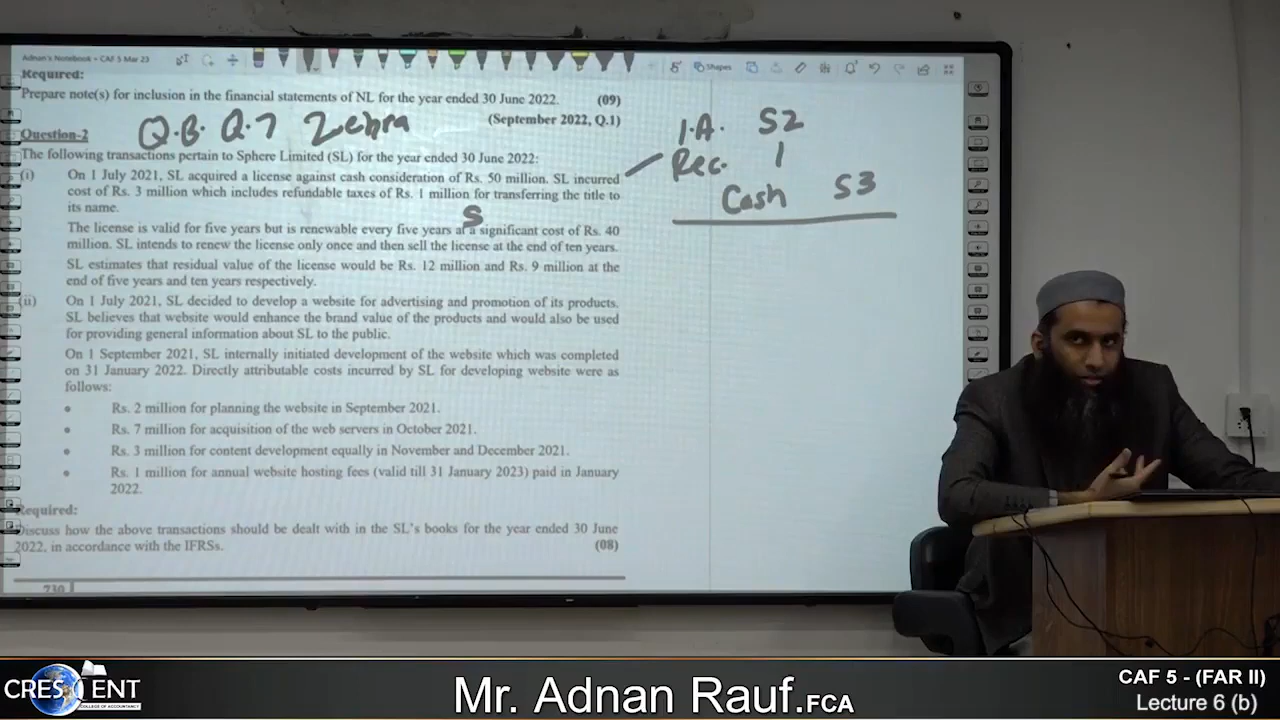 Adnan's Notebook - CAF 5 Mar 23
Shapes
Required:
Prepare note(s) for inclusion in the financial statements of NL for the year ended 30 June 2022. (09)
(September 2022, Q.1)
Q.B. Q.7 Zehra
Question-2
The following transactions pertain to Sphere Limited (SL) for the year ended 30 June 2022:
(i) On 1 July 2021, SL acquired a license against cash consideration of Rs. 50 million. SL incurred
cost of Rs. 3 million which includes refundable taxes of Rs. 1 million for transferring the title to
its name.
S
The license is valid for five years but is renewable every five years at a significant cost of Rs. 40
million. SL intends to renew the license only once and then sell the license at the end of ten years.
SL estimates that residual value of the license would be Rs. 12 million and Rs. 9 million at the
end of five years and ten years respectively.
(ii) On 1 July 2021, SL decided to develop a website for advertising and promotion of its products.
SL believes that website would enhance the brand value of the products and would also be used
for providing general information about SL to the public.
On 1 September 2021, SL internally initiated development of the website which was completed
on 31 January 2022. Directly attributable costs incurred by SL for developing website were as
follows:
• Rs. 2 million for planning the website in September 2021.
• Rs. 7 million for acquisition of the web servers in October 2021.
• Rs. 3 million for content development equally in November and December 2021.
• Rs. 1 million for annual website hosting fees (valid till 31 January 2023) paid in January
2022.
Required:
Discuss how the above transactions should be dealt with in the SL's books for the year ended 30 June
2022, in accordance with the IFRSs. (08)
730
I.A. 52
Rec. 1
Cash 53
CRESCENT
COLLEGE OF ACCOUNTANCY
Mr. Adnan Rauf.FCA
CAF 5 - (FAR II)
Lecture 6 (b)